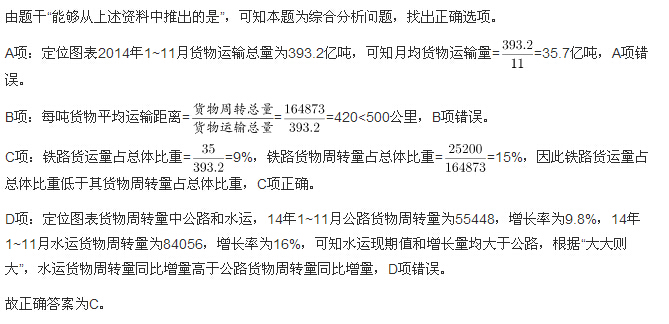 由题干“能够从上述资料中推出的是”，可知本题为综合分析问题，找出正确选项。
A项：定位图表2014年1~11月货物运输总量为393.2亿吨，可知月均货物运输量=393.2/11=35.7亿吨，A项错
误。
B项：每吨货物平均运输距离=货物周转总量/货物运输总量=164873/393.2=420<500公里，B项错误。
C项：铁路货运量占总体比重=35/393.2=9%，铁路货物周转量占总体比重=25200/164873=15%，因此铁路货运量占
总体比重低于其货物周转量占总体比重，C项正确。
D项：定位图表货物周转量中公路和水运，14年1~11月公路货物周转量为55448，增长率为9.8%，14年
1~11月水运货物周转量为84056，增长率为16%，可知水运现期值和增长量均大于公路，根据“大大则
大”，水运货物周转量同比增量高于公路货物周转量同比增量，D项错误。
故正确答案为C。